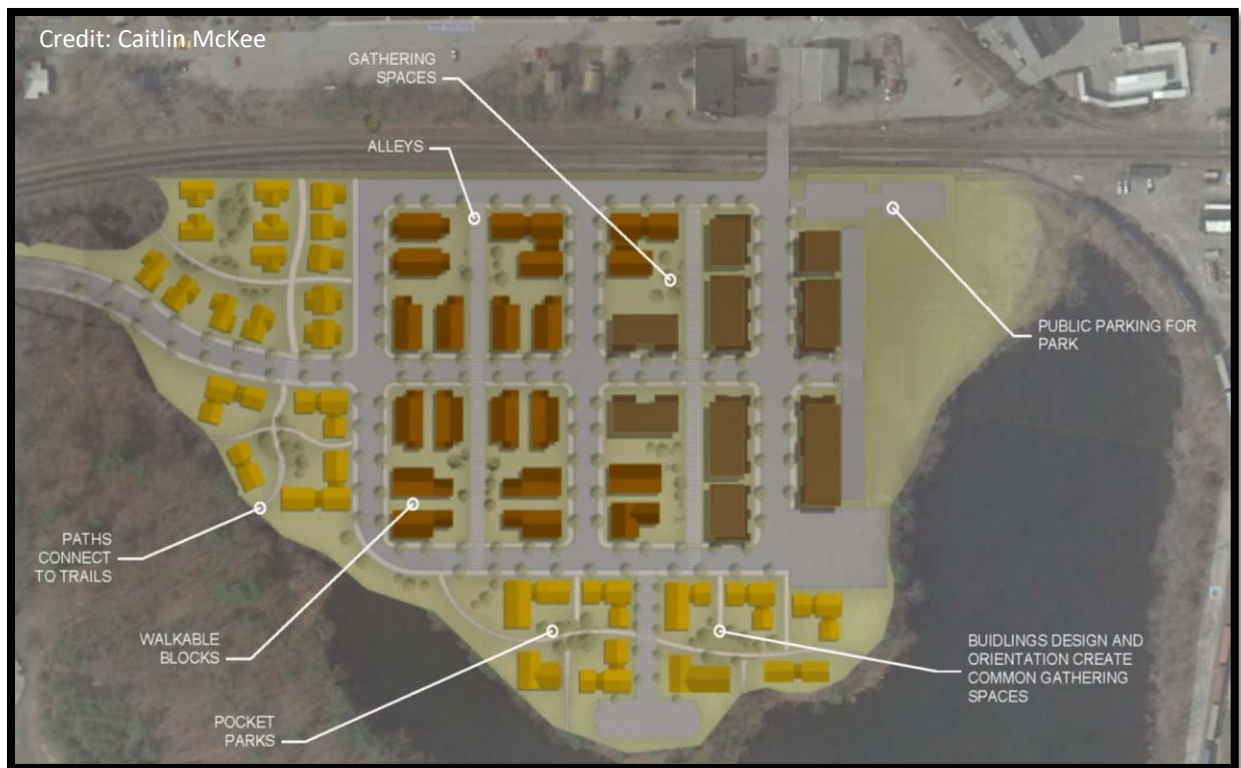 Credit: Caitlin McKee
GATHERING
SPACES
ALLEYS
PUBLIC PARKING FOR
PARK
PATHS
CONNECT
TO TRAILS
WALKABLE
BLOCKS
BUIDLINGS DESIGN AND
ORIENTATION CREATE
COMMON GATHERING
SPACES
POCKET
PARKS